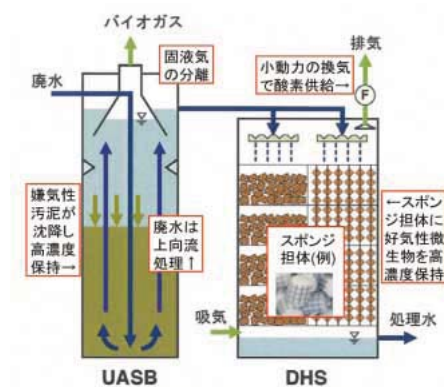 バイオガス
廃水
固液気
の分離
小動力の換気
で酸素供給→
排気
F
嫌気性
汚泥が
沈降し
高濃度
保持→
廃水は
上向流
処理↑
スポンジ
担体(例)
←スポン
ジ担体に
好気性微
生物を高
濃度保持
吸気
処理水
UASB
DHS